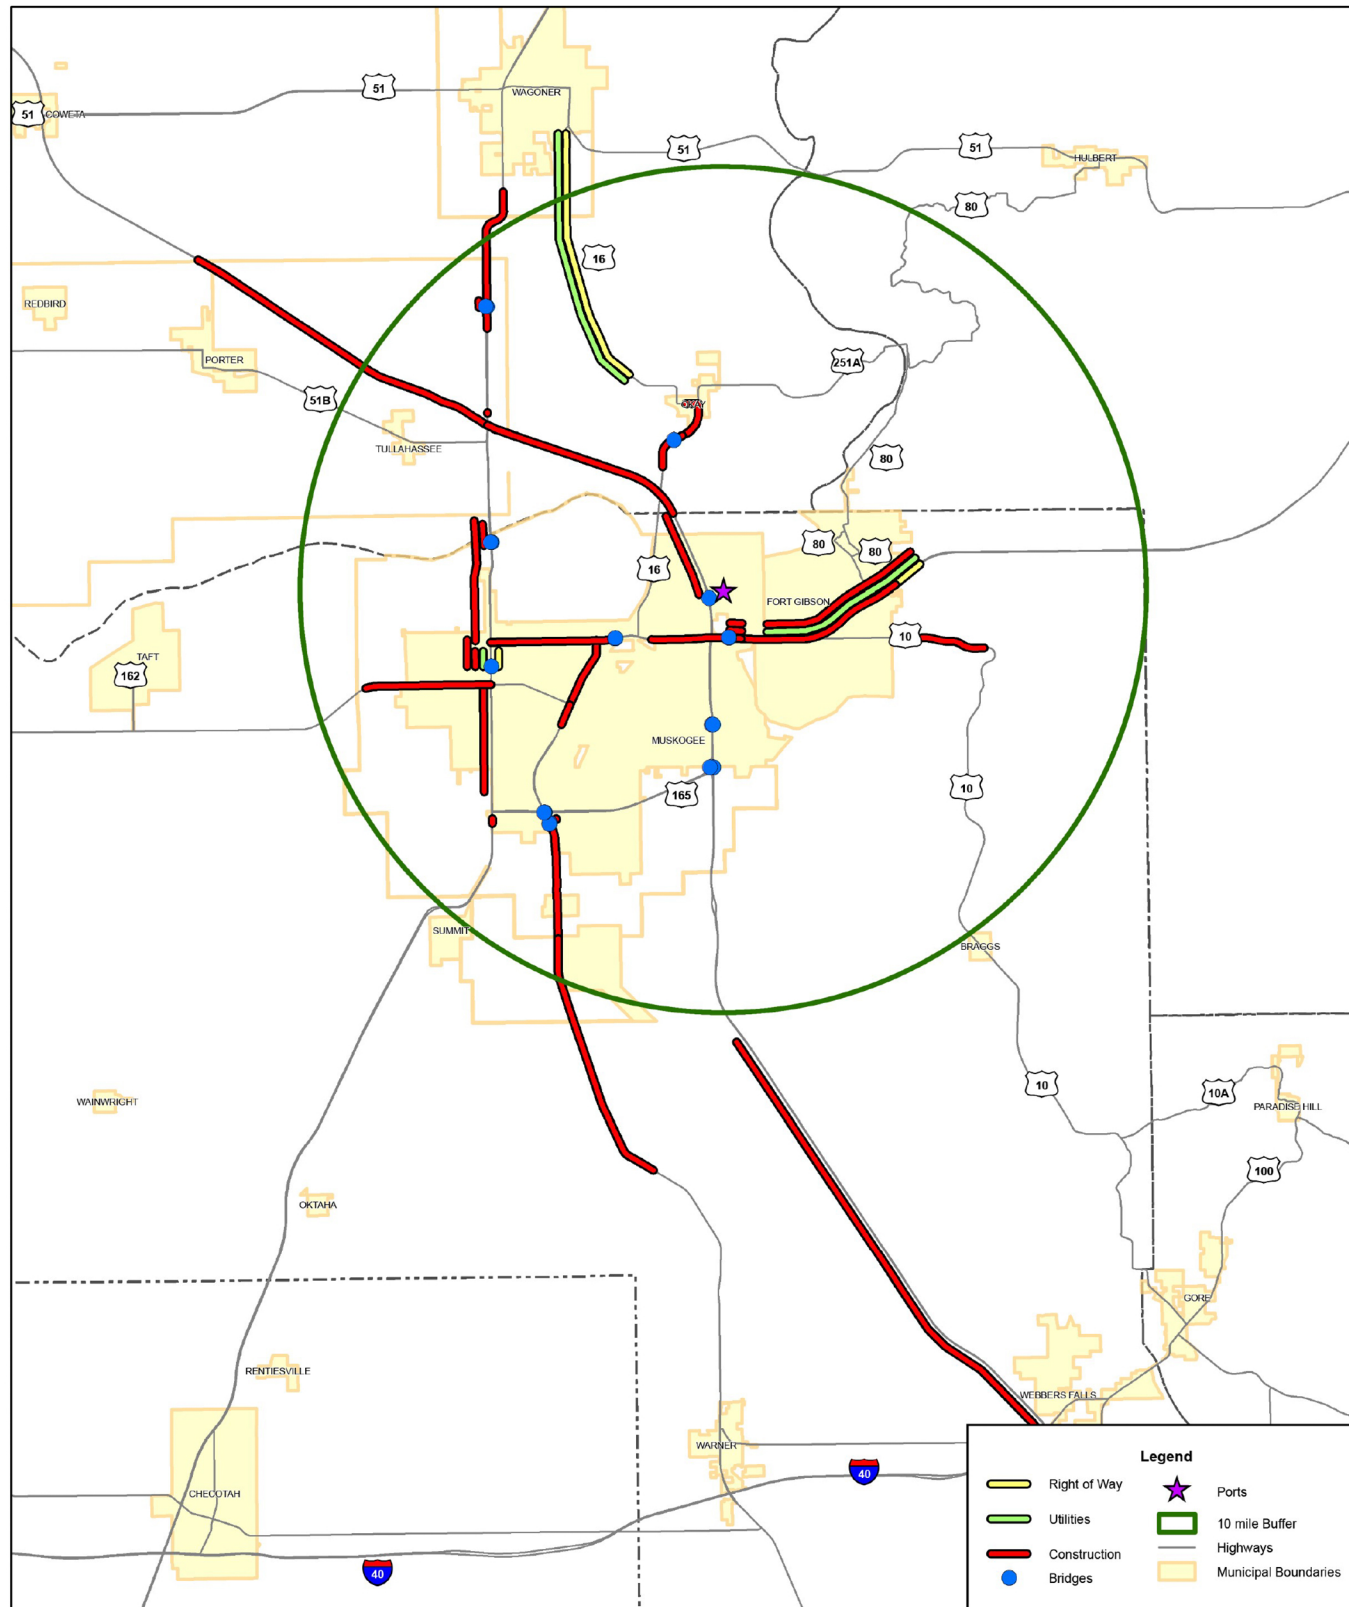 WAGONER
51
51
COWETA
51
51
HULBERT
80
16
REDBIRD
PORTER
251A
51B
TULLAHASSEE
80
80
80
16
FORT GIBSON
10
TAFT
162
MUSKOGEE
165
10
SUMMIT
BRAGGS
10
10A
WAINWRIGHT
PARADISE HILL
100
OKTAHA
GORE
RENTIESVILLE
WEBBERS FALLS
WARNER
40
CHECOTAH
40
Legend
Right of Way
Ports
Utilities
10 mile Buffer
Highways
Construction
Bridges
Municipal Boundaries